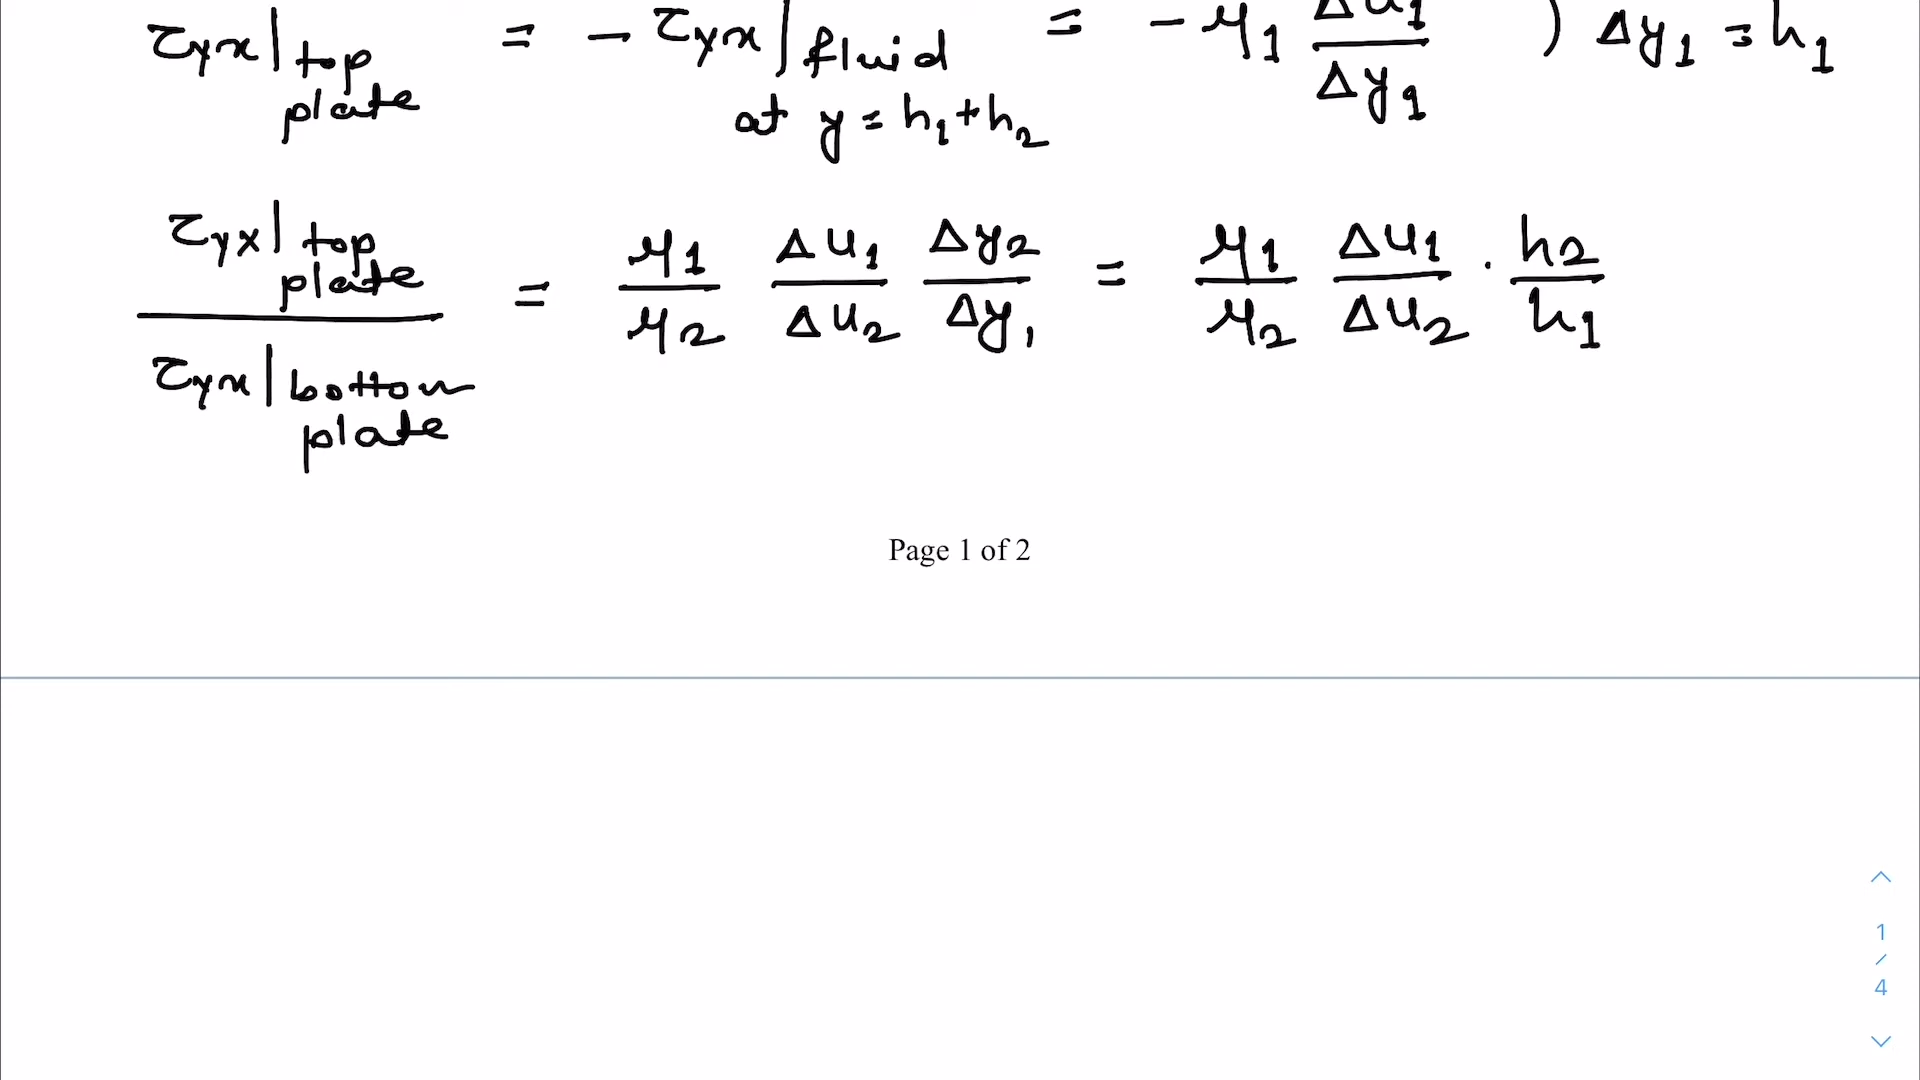 τyx|top plate = - τyx|fluid at y = h1+h2 = - μ1 Δu1/Δy1 ) Δy1 = h1
τyx|top plate / τyx|bottom plate = μ1/μ2 Δu1/Δu2 Δy2/Δy1 = μ1/μ2 Δu1/Δu2 · h2/h1
Page 1 of 2
1
/
4